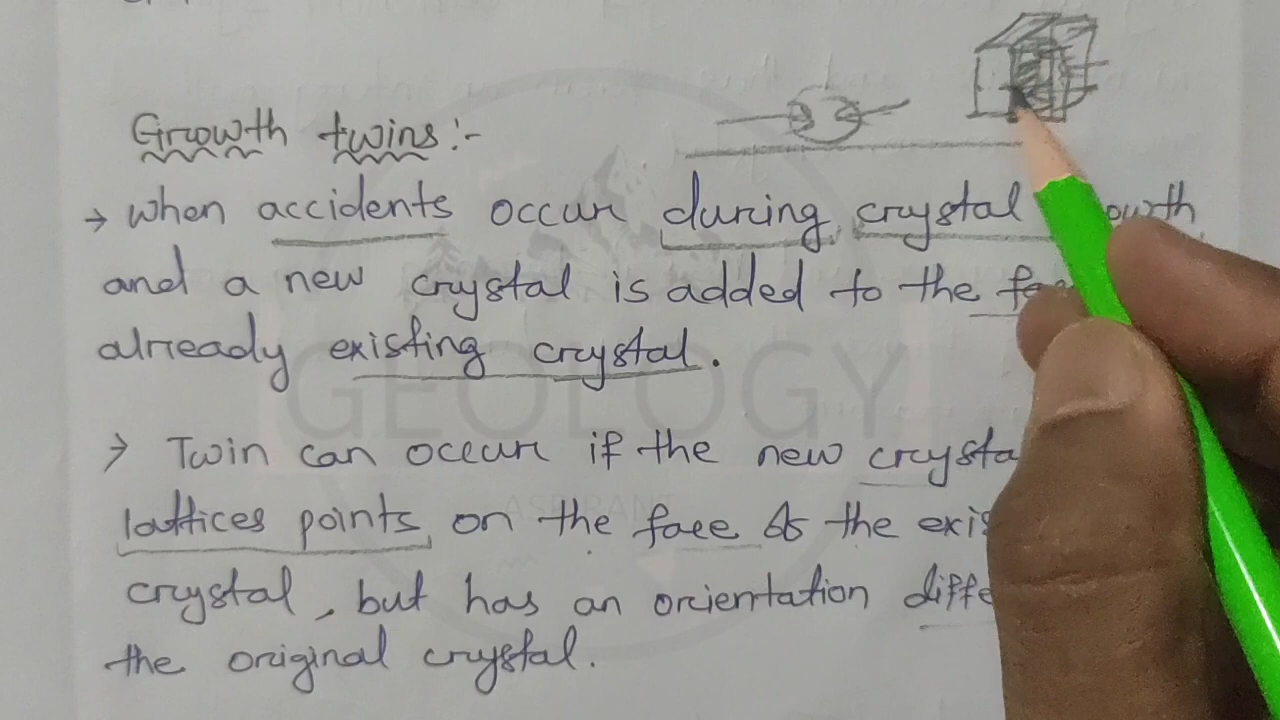 Growth twins:-
→ When accidents occur during crystal
and a new crystal is added to the
already existing crystal.
> Twin can occur if the new
lattices points on the face of the
crystal, but has an orientation
the original crystal.
GEOLOGY
ASPIRANT